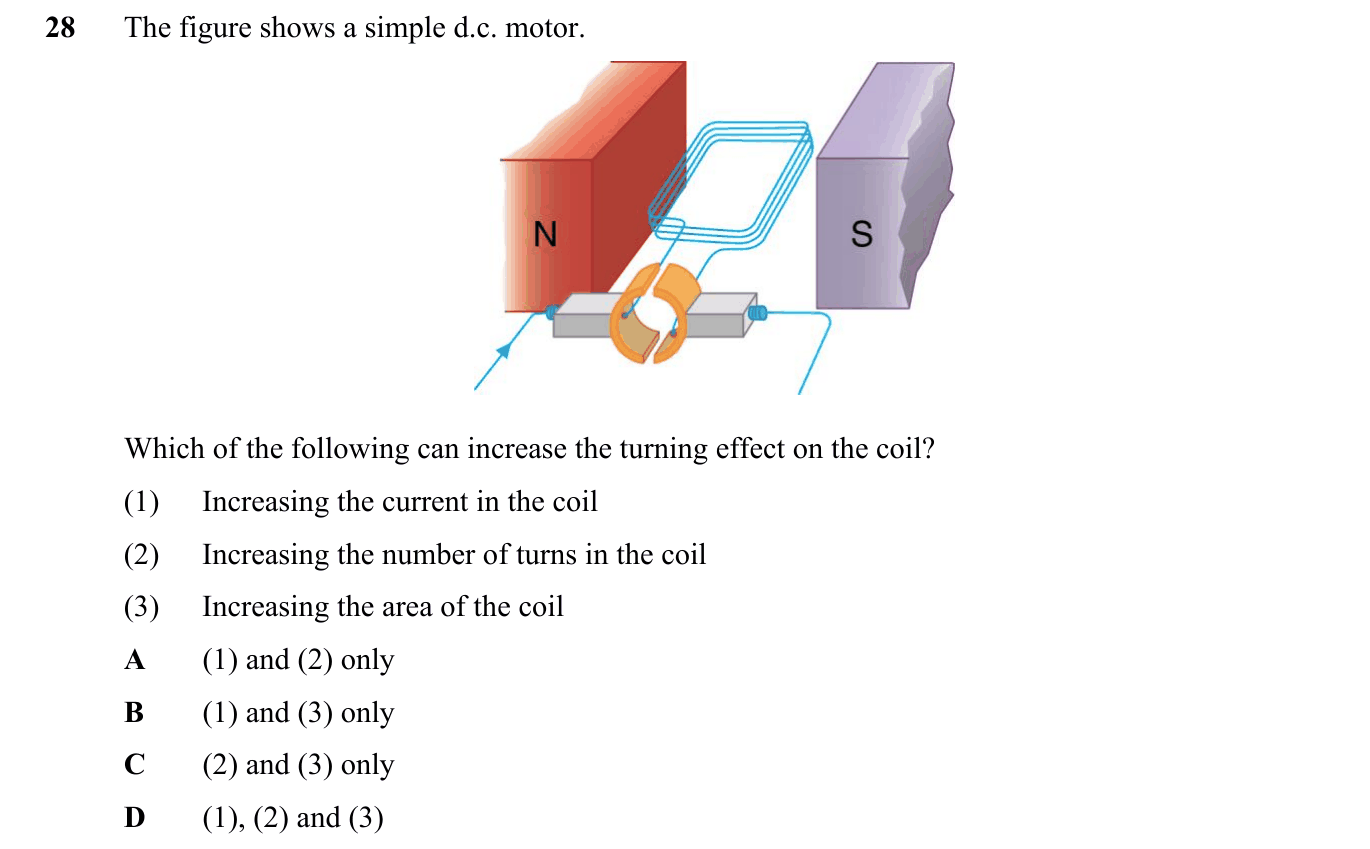 28 The figure shows a simple d.c. motor.
N
S
Which of the following can increase the turning effect on the coil?
(1) Increasing the current in the coil
(2) Increasing the number of turns in the coil
(3) Increasing the area of the coil
A (1) and (2) only
B (1) and (3) only
C (2) and (3) only
D (1), (2) and (3)